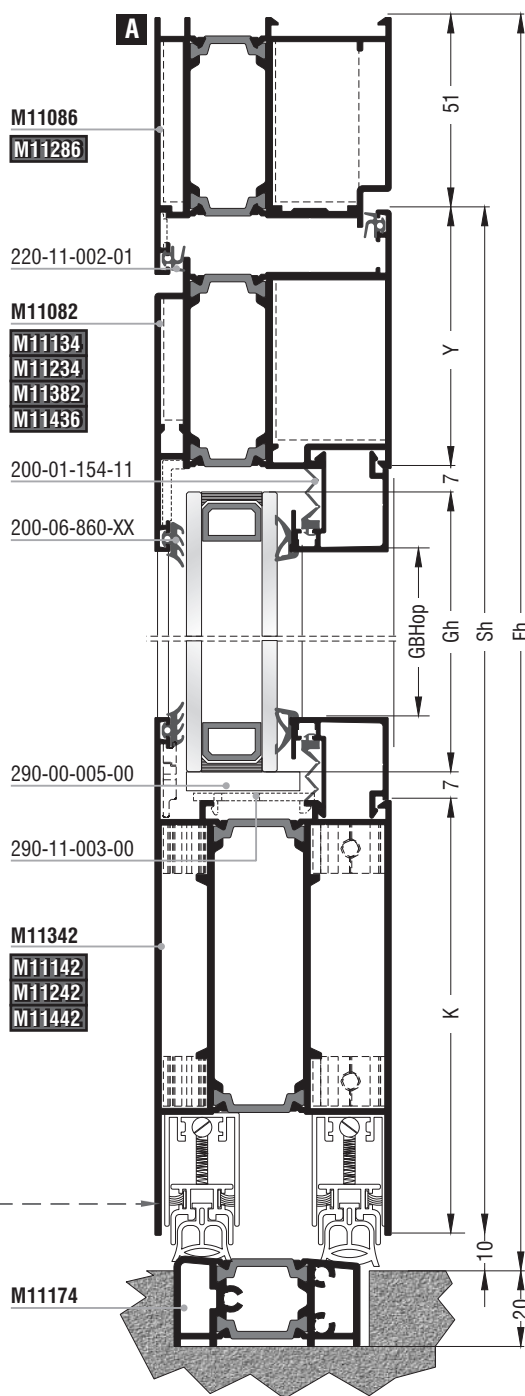 A
M11086
M11286
220-11-002-01
M11082
M11134
M11234
M11382
M11436
200-01-154-11
200-06-860-XX
290-00-005-00
290-11-003-00
M11342
M11142
M11242
M11442
M11174
51
Y
7
GBHop
Gh
Sh
Fh
7
K
10
20